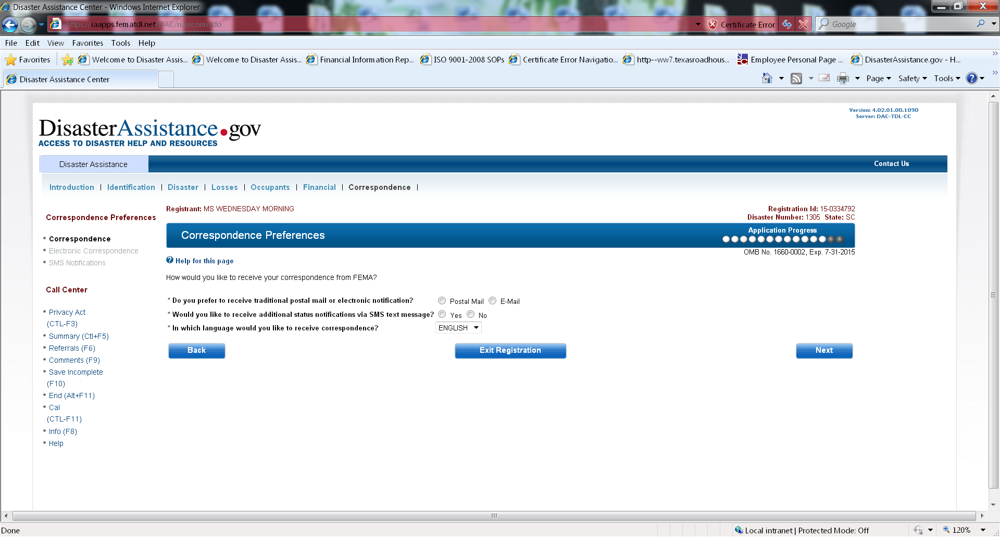 Disaster Assistance Center - Windows Internet Explorer
https://iaapps.fematdl.net/DAC/ri/income.do
Certificate Error
Google
File Edit View Favorites Tools Help
Favorites Welcome to Disaster Assis... Welcome to Disaster Assis... Financial Information Rep... ISO 9001-2008 SOPs Certificate Error Navigatio... http--ww7.texasroadhous... Employee Personal Page ... DisasterAssistance.gov - H...
Disaster Assistance Center
Page Safety Tools
Version: 4.02.01.00.1090
Server: DAC-TDL-CC
DisasterAssistance.gov
ACCESS TO DISASTER HELP AND RESOURCES
Disaster Assistance
Contact Us
Introduction | Identification | Disaster | Losses | Occupants | Financial | Correspondence |
Correspondence Preferences
• Correspondence
• Electronic Correspondence
• SMS Notifications
Call Center
• Privacy Act
(CTL-F3)
• Summary (Ctl+F5)
• Referrals (F6)
• Comments (F9)
• Save Incomplete
(F10)
• End (Alt+F11)
• Cal
(CTL-F11)
• Info (F8)
• Help
Registrant: MS WEDNESDAY MORNING
Registration Id: 15-0334792
Disaster Number: 1305 State: SC
Correspondence Preferences
Application Progress
OMB No. 1660-0002, Exp. 7-31-2015
? Help for this page
How would you like to receive your correspondence from FEMA?
* Do you prefer to receive traditional postal mail or electronic notification? Postal Mail E-Mail
* Would you like to receive additional status notifications via SMS text message? Yes No
* In which language would you like to receive correspondence? ENGLISH
Back Exit Registration Next
Done
Local intranet | Protected Mode: Off
120%